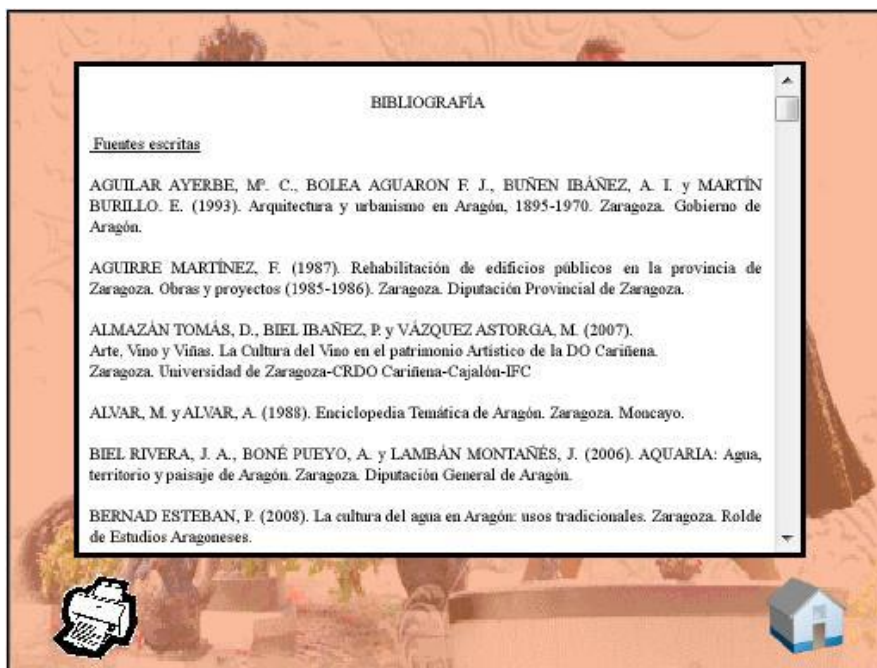 BIBLIOGRAFÍA
Fuentes escritas
AGUILAR AYERBE, Mª. C., BOLEA AGUARON F. J., BUÑEN IBÁÑEZ, A. I. y MARTÍN
BURILLO. E. (1993). Arquitectura y urbanismo en Aragón, 1895-1970. Zaragoza. Gobierno de
Aragón.
AGUIRRE MARTÍNEZ, F. (1987). Rehabilitación de edificios públicos en la provincia de
Zaragoza. Obras y proyectos (1985-1986). Zaragoza. Diputación Provincial de Zaragoza.
ALMAZÁN TOMÁS, D., BIEL IBAÑEZ, P. y VÁZQUEZ ASTORGA, M. (2007).
Arte, Vino y Viñas. La Cultura del Vino en el patrimonio Artístico de la DO Cariñena.
Zaragoza. Universidad de Zaragoza-CRDO Cariñena-Cajalón-IFC
ALVAR, M. y ALVAR, A. (1988). Enciclopedia Temática de Aragón. Zaragoza. Moncayo.
BIEL RIVERA, J. A., BONÉ PUEYO, A. y LAMBÁN MONTAÑÉS, J. (2006). AQUARIA: Agua,
territorio y paisaje de Aragón. Zaragoza. Diputación General de Aragón.
BERNAD ESTEBAN, P. (2008). La cultura del agua en Aragón: usos tradicionales. Zaragoza. Rolde
de Estudios Aragoneses.